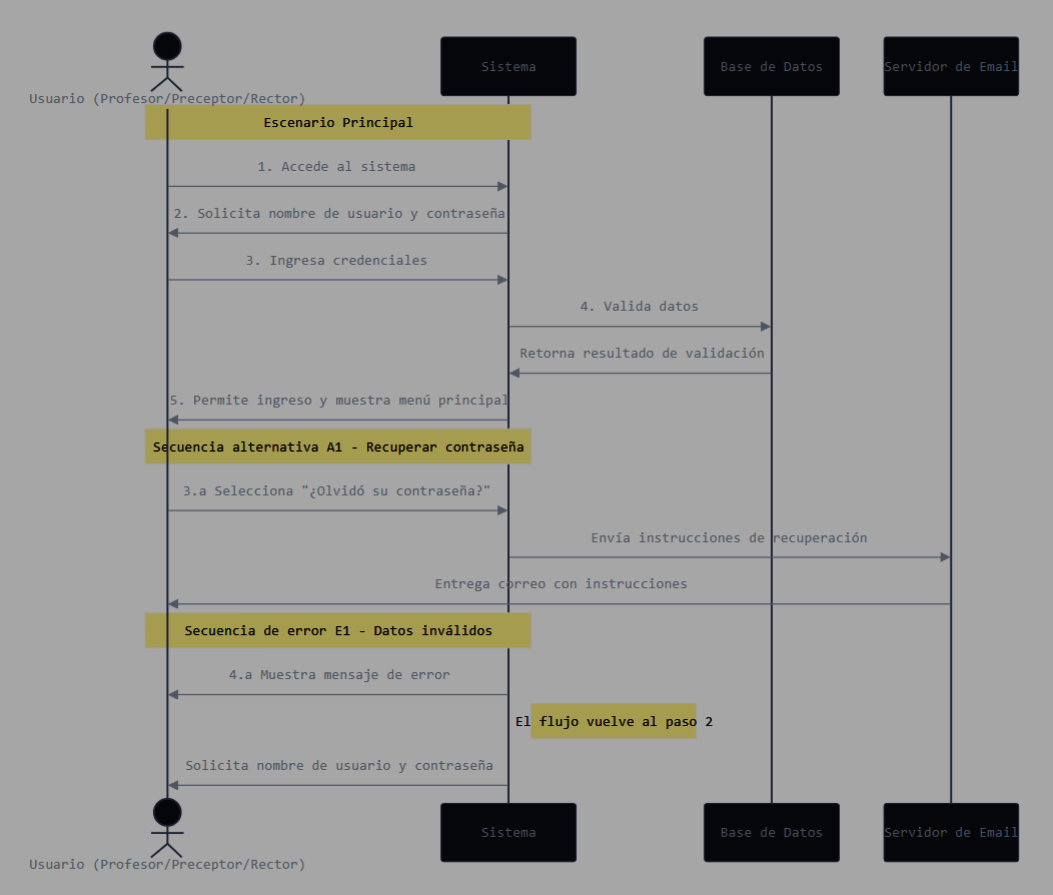 Sistema
Base de Datos
Servidor de Email
Usuario (Profesor/Preceptor/Rector)
Escenario Principal
1. Accede al sistema
2. Solicita nombre de usuario y contraseña
3. Ingresa credenciales
4. Valida datos
Retorna resultado de validación
5. Permite ingreso y muestra menú principal
Secuencia alternativa A1 - Recuperar contraseña
3.a Selecciona "¿Olvidó su contraseña?"
Envía instrucciones de recuperación
Entrega correo con instrucciones
Secuencia de error E1 - Datos inválidos
4.a Muestra mensaje de error
El flujo vuelve al paso 2
Solicita nombre de usuario y contraseña
Sistema
Base de Datos
Servidor de Email
Usuario (Profesor/Preceptor/Rector)